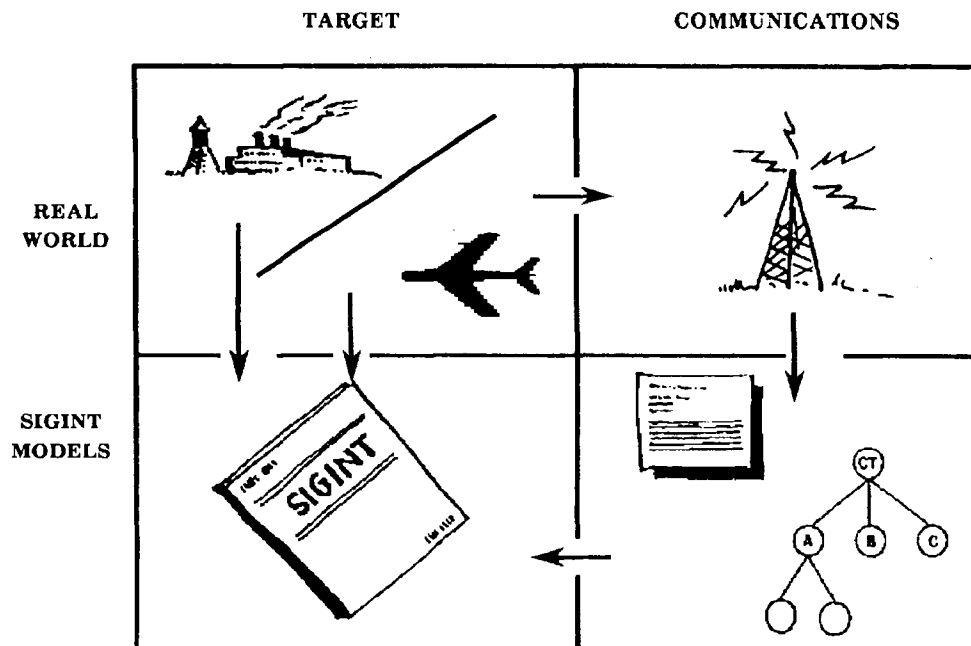 TARGET
COMMUNICATIONS
REAL
WORLD
SIGINT
MODELS
SIGINT
CT
A
B
C